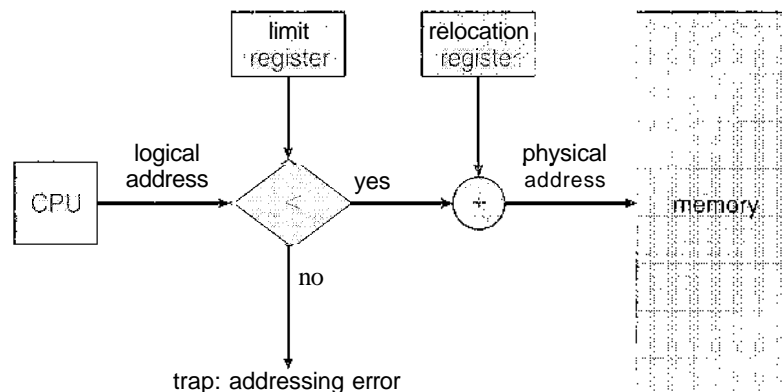 limit
register
relocation
registe
logical
address
physical
address
CPU
<
yes
+
memory
no
trap: addressing error